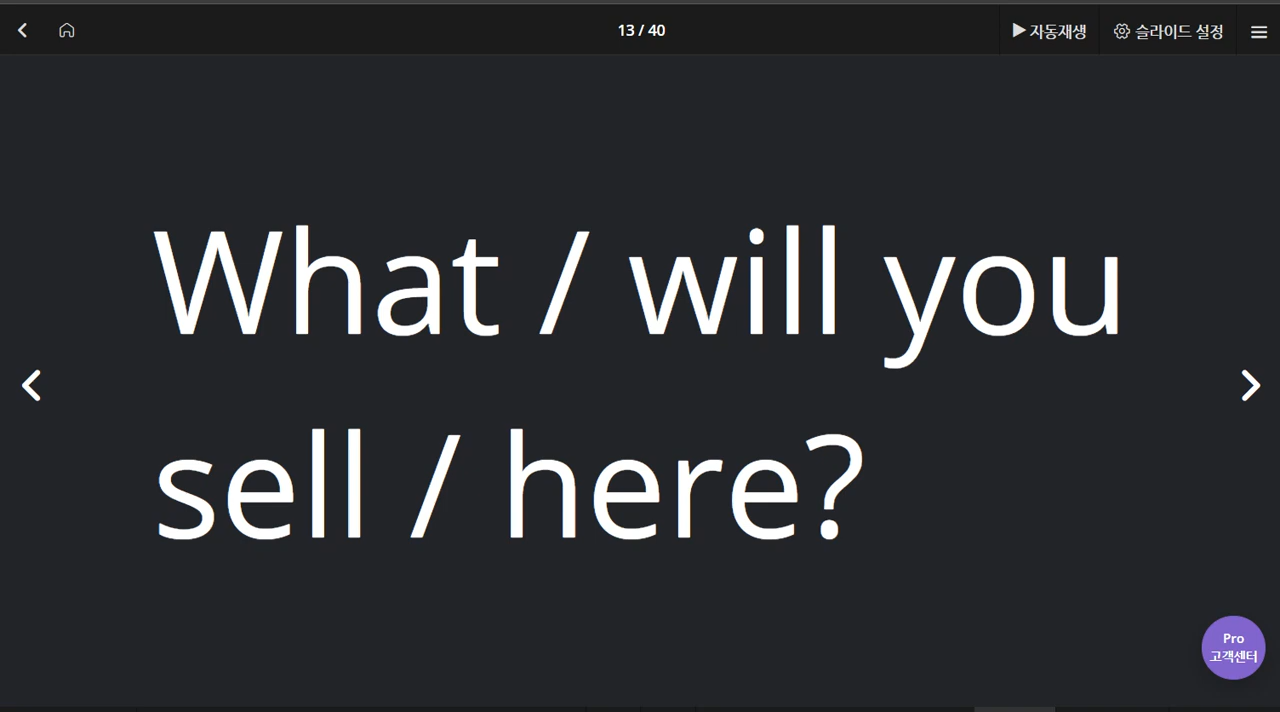 13 / 40
자동재생
슬라이드 설정
What / will you
sell / here?
Pro
고객센터